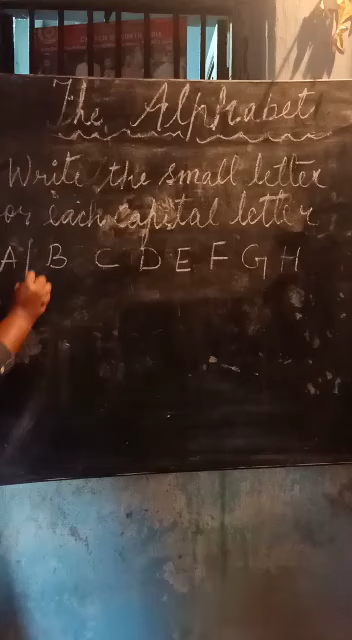 The Alphabet
Write the small letter
for each capital letter
A B C D E F G H